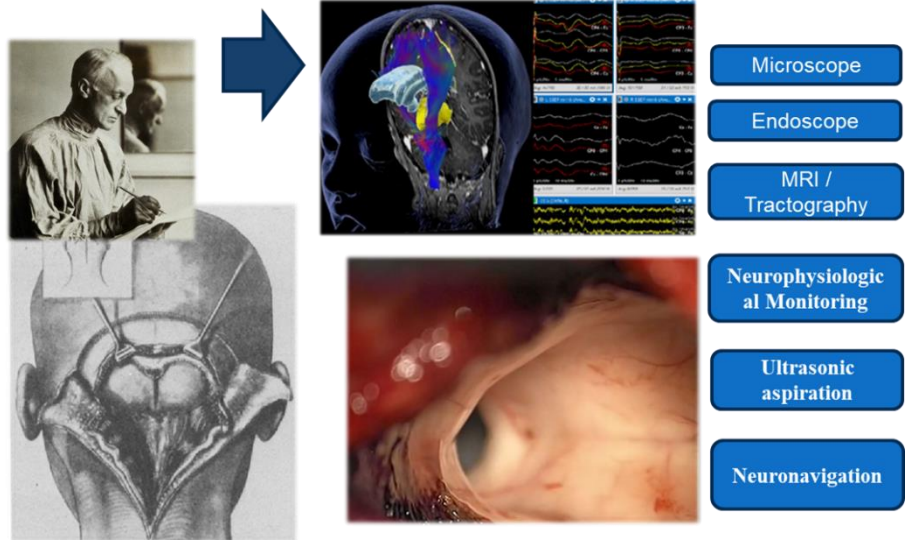 Microscope
Endoscope
MRI /
Tractography
Neurophysiologic
al Monitoring
Ultrasonic
aspiration
Neuronavigation